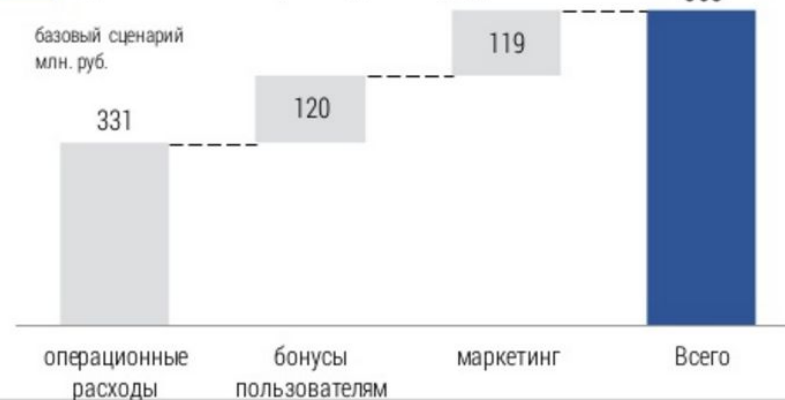 базовый сценарий
млн. руб.
119
120
331
операционные
расходы
бонусы
пользователям
маркетинг
Всего